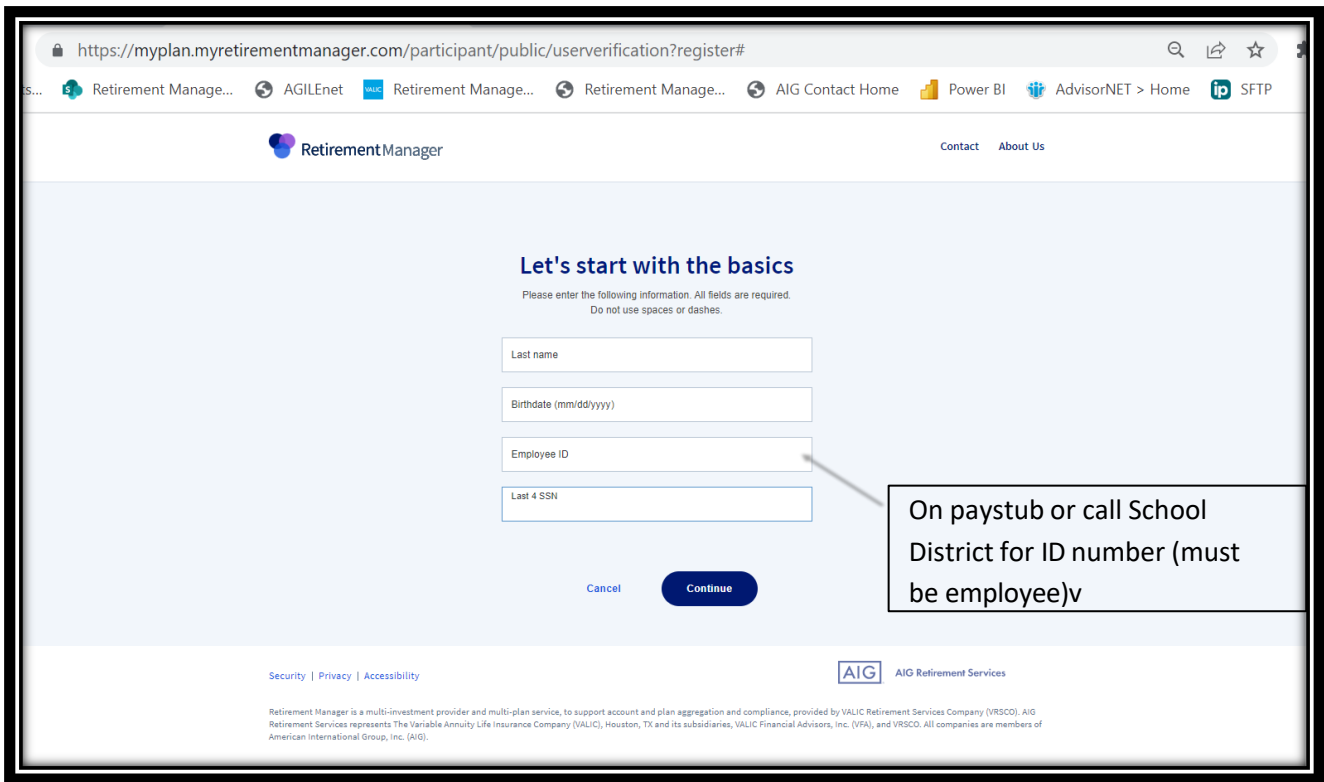 https://myplan.myretirementmanager.com/participant/public/userverification?register#
s... Retirement Manage... AGILEnet VALIC Retirement Manage... Retirement Manage... AIG Contact Home Power BI AdvisorNET > Home ip SFTP
RetirementManager
Contact About Us
Let's start with the basics
Please enter the following information. All fields are required.
Do not use spaces or dashes.
Last name
Birthdate (mm/dd/yyyy)
Employee ID
Last 4 SSN
On paystub or call School
District for ID number (must
be employee)v
Cancel Continue
Security | Privacy | Accessibility
AIG AIG Retirement Services
Retirement Manager is a multi-investment provider and multi-plan service, to support account and plan aggregation and compliance, provided by VALIC Retirement Services Company (VRSCO). AIG
Retirement Services represents The Variable Annuity Life Insurance Company (VALIC), Houston, TX and its subsidiaries, VALIC Financial Advisors, Inc. (VFA), and VRSCO. All companies are members of
American International Group, Inc. (AIG).